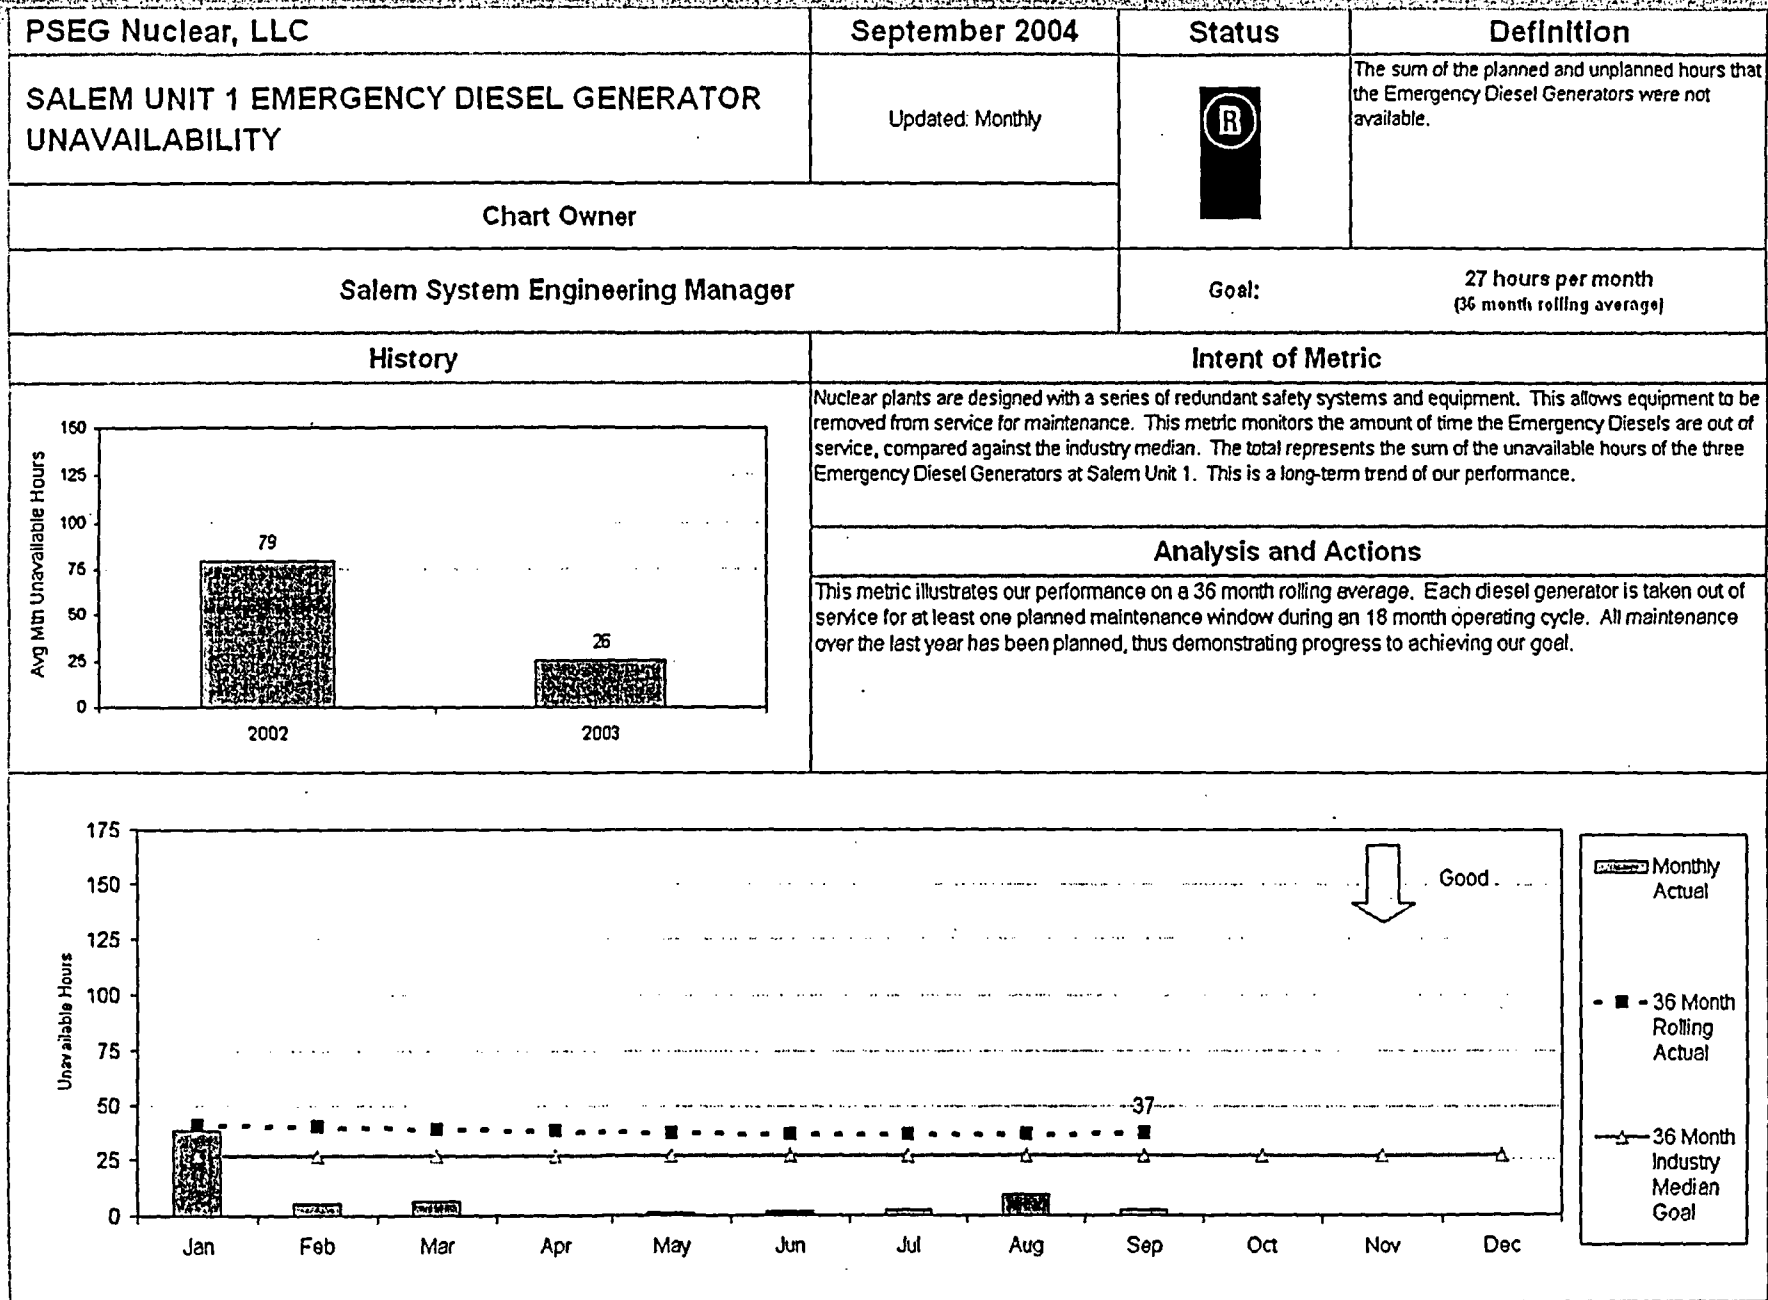 PSEG Nuclear, LLC
September 2004
Status
Definition
SALEM UNIT 1 EMERGENCY DIESEL GENERATOR
UNAVAILABILITY
Updated: Monthly
R
The sum of the planned and unplanned hours that
the Emergency Diesel Generators were not
available.
Chart Owner
Salem System Engineering Manager
Goal:
27 hours per month
(36 month rolling average)
History
Intent of Metric
Nuclear plants are designed with a series of redundant safety systems and equipment. This allows equipment to be
removed from service for maintenance. This metric monitors the amount of time the Emergency Diesels are out of
service, compared against the industry median. The total represents the sum of the unavailable hours of the three
Emergency Diesel Generators at Salem Unit 1. This is a long-term trend of our performance.
Analysis and Actions
This metric illustrates our performance on a 36 month rolling average. Each diesel generator is taken out of
service for at least one planned maintenance window during an 18 month operating cycle. All maintenance
over the last year has been planned, thus demonstrating progress to achieving our goal.
Avg Mtn Unavailable Hours
150
125
100
75
50
25
0
79
26
2002
2003
Unavailable Hours
175
150
125
100
75
50
25
0
Good
37
Jan
Feb
Mar
Apr
May
Jun
Jul
Aug
Sep
Oct
Nov
Dec
Monthly
Actual
36 Month
Rolling
Actual
36 Month
Industry
Median
Goal